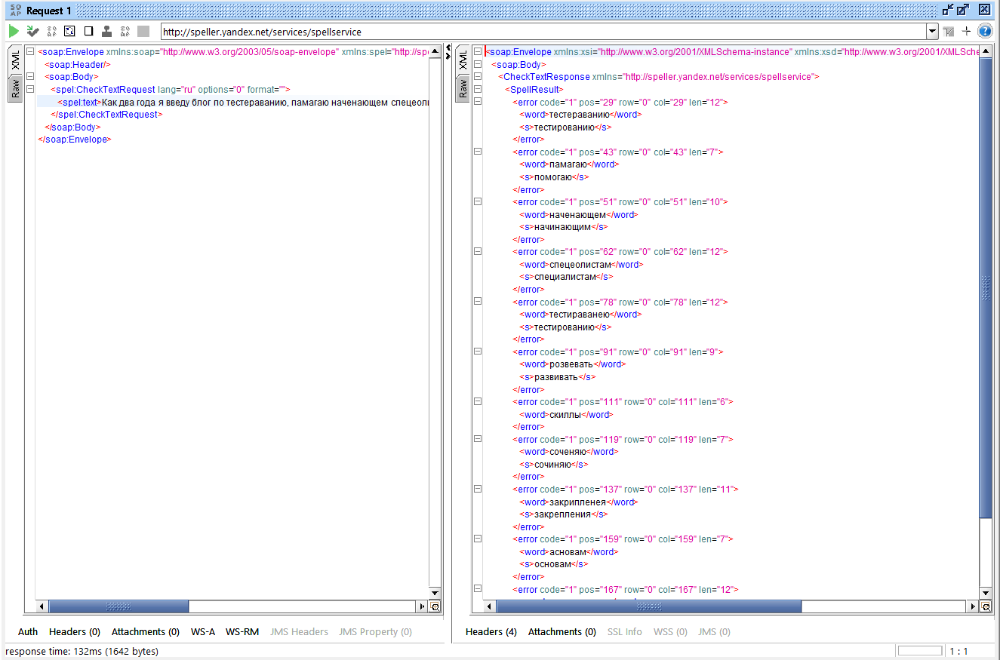 SO AP Request 1
http://speller.yandex.net/services/spellservice
XML
Raw
<soap:Envelope xmlns:soap="http://www.w3.org/2003/05/soap-envelope" xmlns:spel="http://spe
<soap:Header/>
<soap:Body>
<spel:CheckTextRequest lang="ru" options="0" format="">
<spel:text>Как два года я введу блог по тестераванию, памагаю наченающем спецеоли
</spel:CheckTextRequest>
</soap:Body>
</soap:Envelope>
XML
Raw
<soap:Envelope xmlns:xsi="http://www.w3.org/2001/XMLSchema-instance" xmlns:xsd="http://www.w3.org/2001/XMLSche
<soap:Body>
<CheckTextResponse xmlns="http://speller.yandex.net/services/spellservice">
<SpellResult>
<error code="1" pos="29" row="0" col="29" len="12">
<word>тестераванию</word>
<s>тестированию</s>
</error>
<error code="1" pos="43" row="0" col="43" len="7">
<word>памагаю</word>
<s>помогаю</s>
</error>
<error code="1" pos="51" row="0" col="51" len="10">
<word>наченающем</word>
<s>начинающим</s>
</error>
<error code="1" pos="62" row="0" col="62" len="12">
<word>спецеолистам</word>
<s>специалистам</s>
</error>
<error code="1" pos="78" row="0" col="78" len="12">
<word>тестираванею</word>
<s>тестированию</s>
</error>
<error code="1" pos="91" row="0" col="91" len="9">
<word>розвевать</word>
<s>развивать</s>
</error>
<error code="1" pos="111" row="0" col="111" len="6">
<word>скиллы</word>
</error>
<error code="1" pos="119" row="0" col="119" len="7">
<word>соченяю</word>
<s>сочиняю</s>
</error>
<error code="1" pos="137" row="0" col="137" len="11">
<word>закрипленея</word>
<s>закрепления</s>
</error>
<error code="1" pos="159" row="0" col="159" len="7">
<word>асновам</word>
<s>основам</s>
</error>
<error code="1" pos="167" row="0" col="167" len="12">
Auth Headers (0) Attachments (0) WS-A WS-RM JMS Headers JMS Property (0)
Headers (4) Attachments (0) SSL Info WSS (0) JMS (0)
response time: 132ms (1642 bytes)
1 : 1